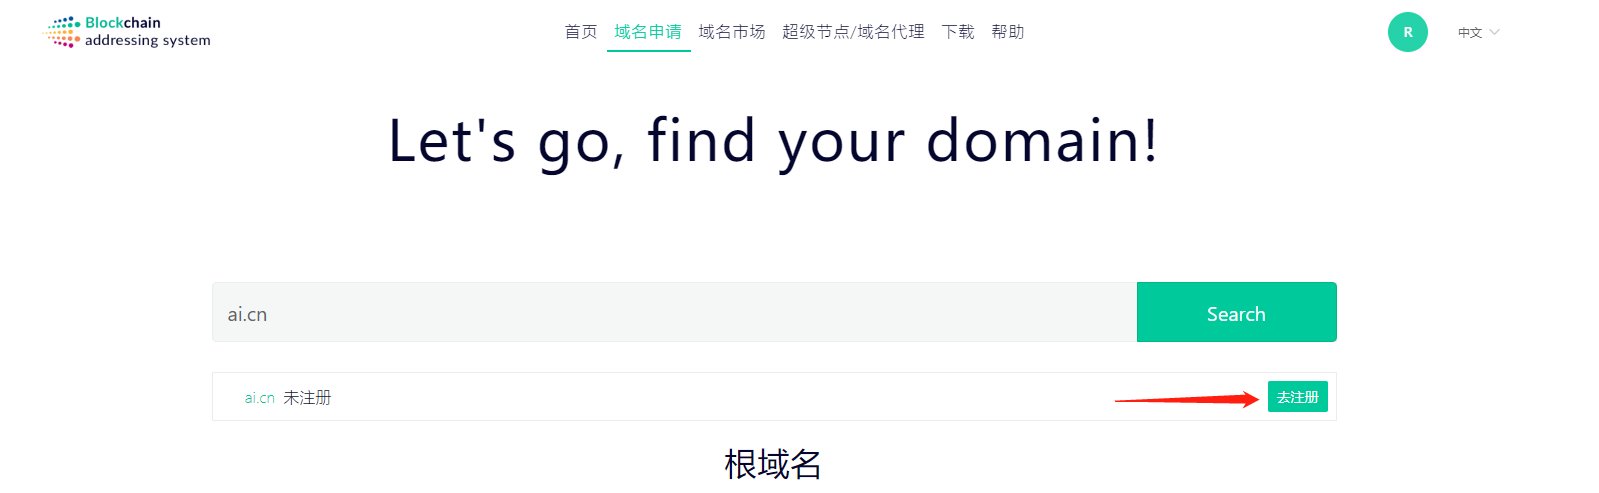 Blockchain
addressing system
首页 域名申请 域名市场 超级节点/域名代理 下载 帮助
R
中文
Let's go, find your domain!
ai.cn
Search
ai.cn 未注册
去注册
根域名